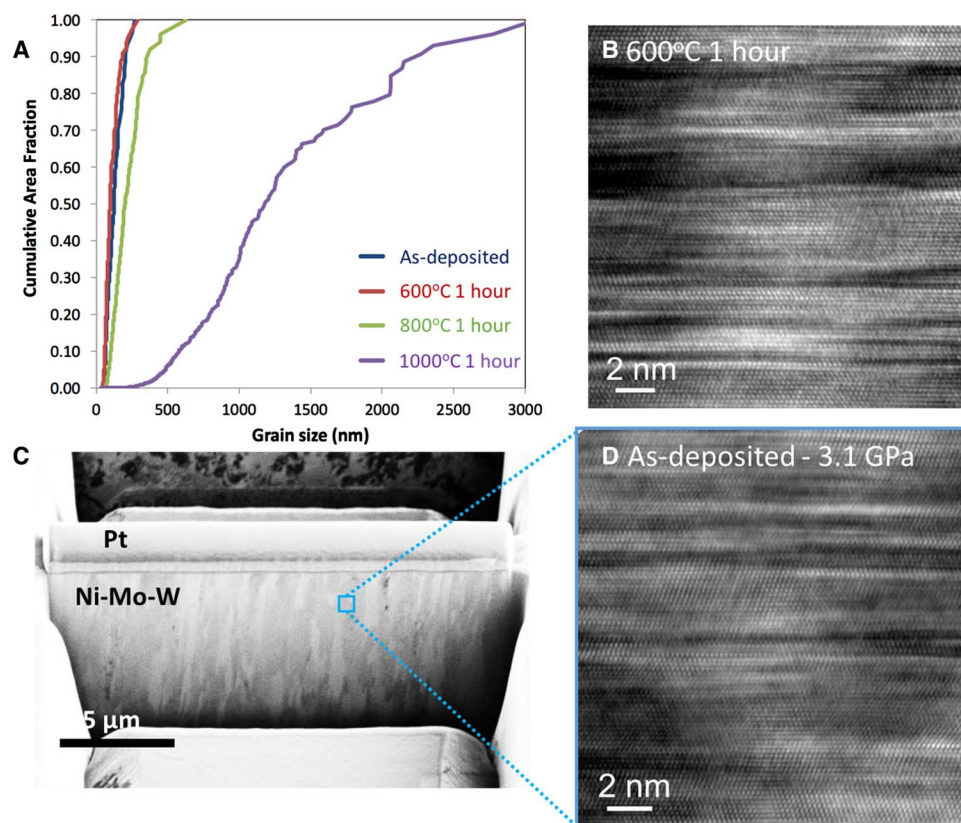 A
1.00
0.90
0.80
0.70
0.60
0.50
0.40
0.30
0.20
0.10
0.00
Cumulative Area Fraction
As-deposited
600°C 1 hour
800°C 1 hour
1000°C 1 hour
0 500 1000 1500 2000 2500 3000
Grain size (nm)
B 600°C 1 hour
2 nm
C
Pt
Ni-Mo-W
5 µm
D As-deposited - 3.1 GPa
2 nm